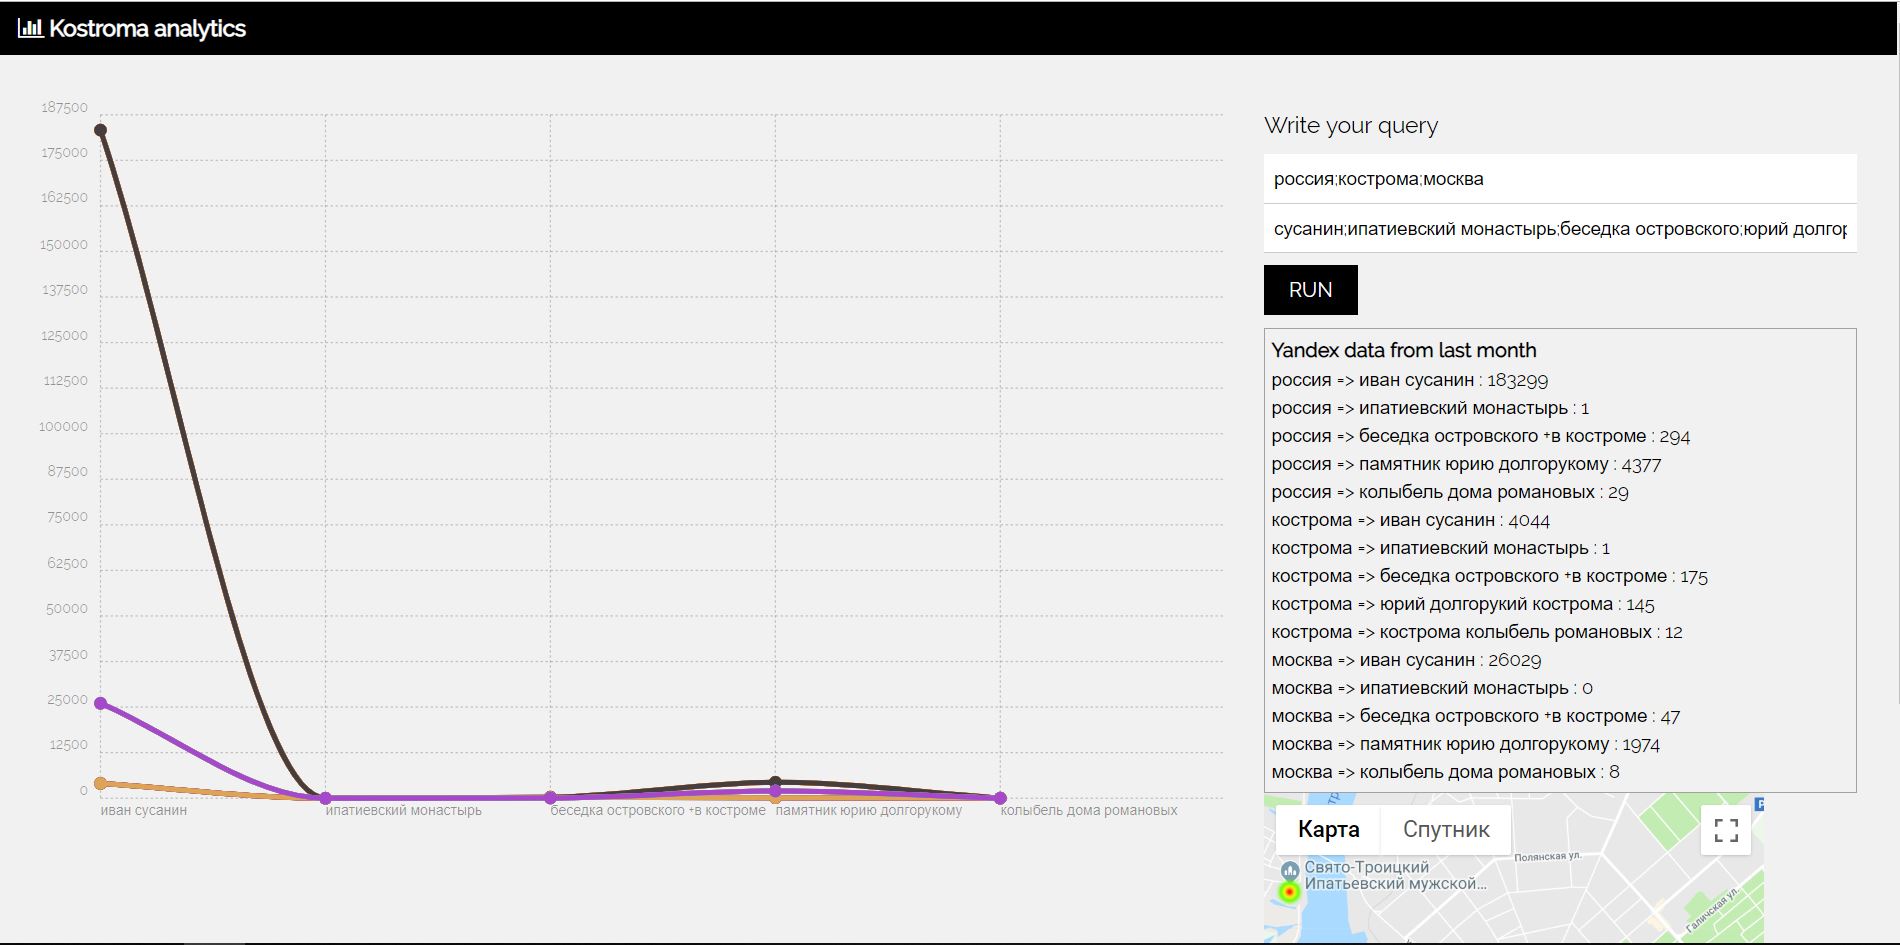 Kostroma analytics
187500
175000
162500
150000
137500
125000
112500
100000
87500
75000
62500
50000
37500
25000
12500
0
иван сусанин
ипатиевский монастырь
беседка островского +в костроме
памятник юрию долгорукому
колыбель дома романовых
Write your query
россия;кострома;москва
сусанин;ипатиевский монастырь;беседка островского;юрий долгор
RUN
Yandex data from last month
россия => иван сусанин : 183299
россия => ипатиевский монастырь : 1
россия => беседка островского +в костроме : 294
россия => памятник юрию долгорукому : 4377
россия => колыбель дома романовых : 29
кострома => иван сусанин : 4044
кострома => ипатиевский монастырь : 1
кострома => беседка островского +в костроме : 175
кострома => юрий долгорукий кострома : 145
кострома => кострома колыбель романовых : 12
москва => иван сусанин : 26029
москва => ипатиевский монастырь : 0
москва => беседка островского +в костроме : 47
москва => памятник юрию долгорукому : 1974
москва => колыбель дома романовых : 8
Карта
Спутник
P
Полянская ул.
Свято-Троицкий
Ипатьевский мужской...
Галичская ул.